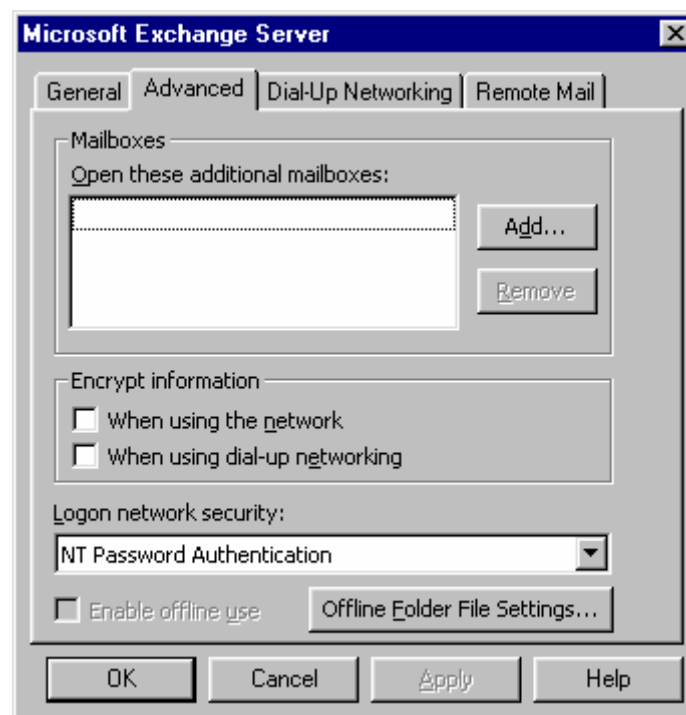 Microsoft Exchange Server
General Advanced Dial-Up Networking Remote Mail
Mailboxes
Open these additional mailboxes:
Add...
Remove
Encrypt information
When using the network
When using dial-up networking
Logon network security:
NT Password Authentication
Enable offline use Offline Folder File Settings...
OK Cancel Apply Help